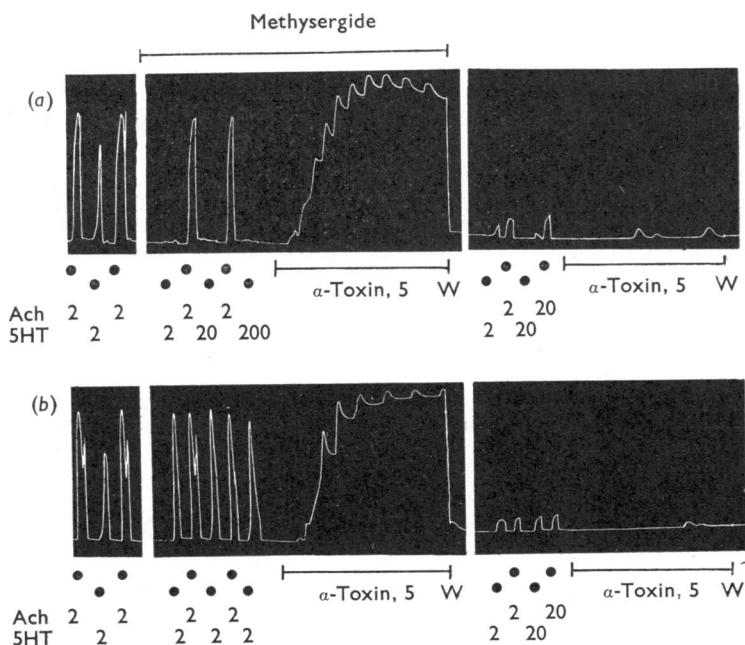 Methysergide
(a)
α-Toxin, 5 W α-Toxin, 5 W
Ach 2 2 2 2 2 20
5HT 2 2 20 200 2 20
(b)
α-Toxin, 5 W α-Toxin, 5 W
Ach 2 2 2 2 2 20
5HT 2 2 2 2 2 20